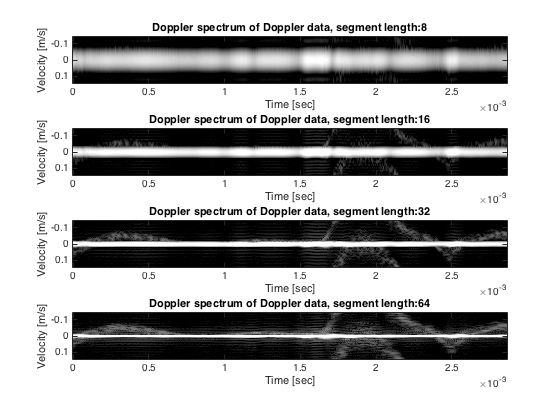 Doppler spectrum of Doppler data, segment length:8
Velocity [m/s]
-0.1
0
0.1
0 0.5 1 1.5 2 2.5
Time [sec]
×10-3
Doppler spectrum of Doppler data, segment length:16
Velocity [m/s]
-0.1
0
0.1
0 0.5 1 1.5 2 2.5
Time [sec]
×10-3
Doppler spectrum of Doppler data, segment length:32
Velocity [m/s]
-0.1
0
0.1
0 0.5 1 1.5 2 2.5
Time [sec]
×10-3
Doppler spectrum of Doppler data, segment length:64
Velocity [m/s]
-0.1
0
0.1
0 0.5 1 1.5 2 2.5
Time [sec]
×10-3